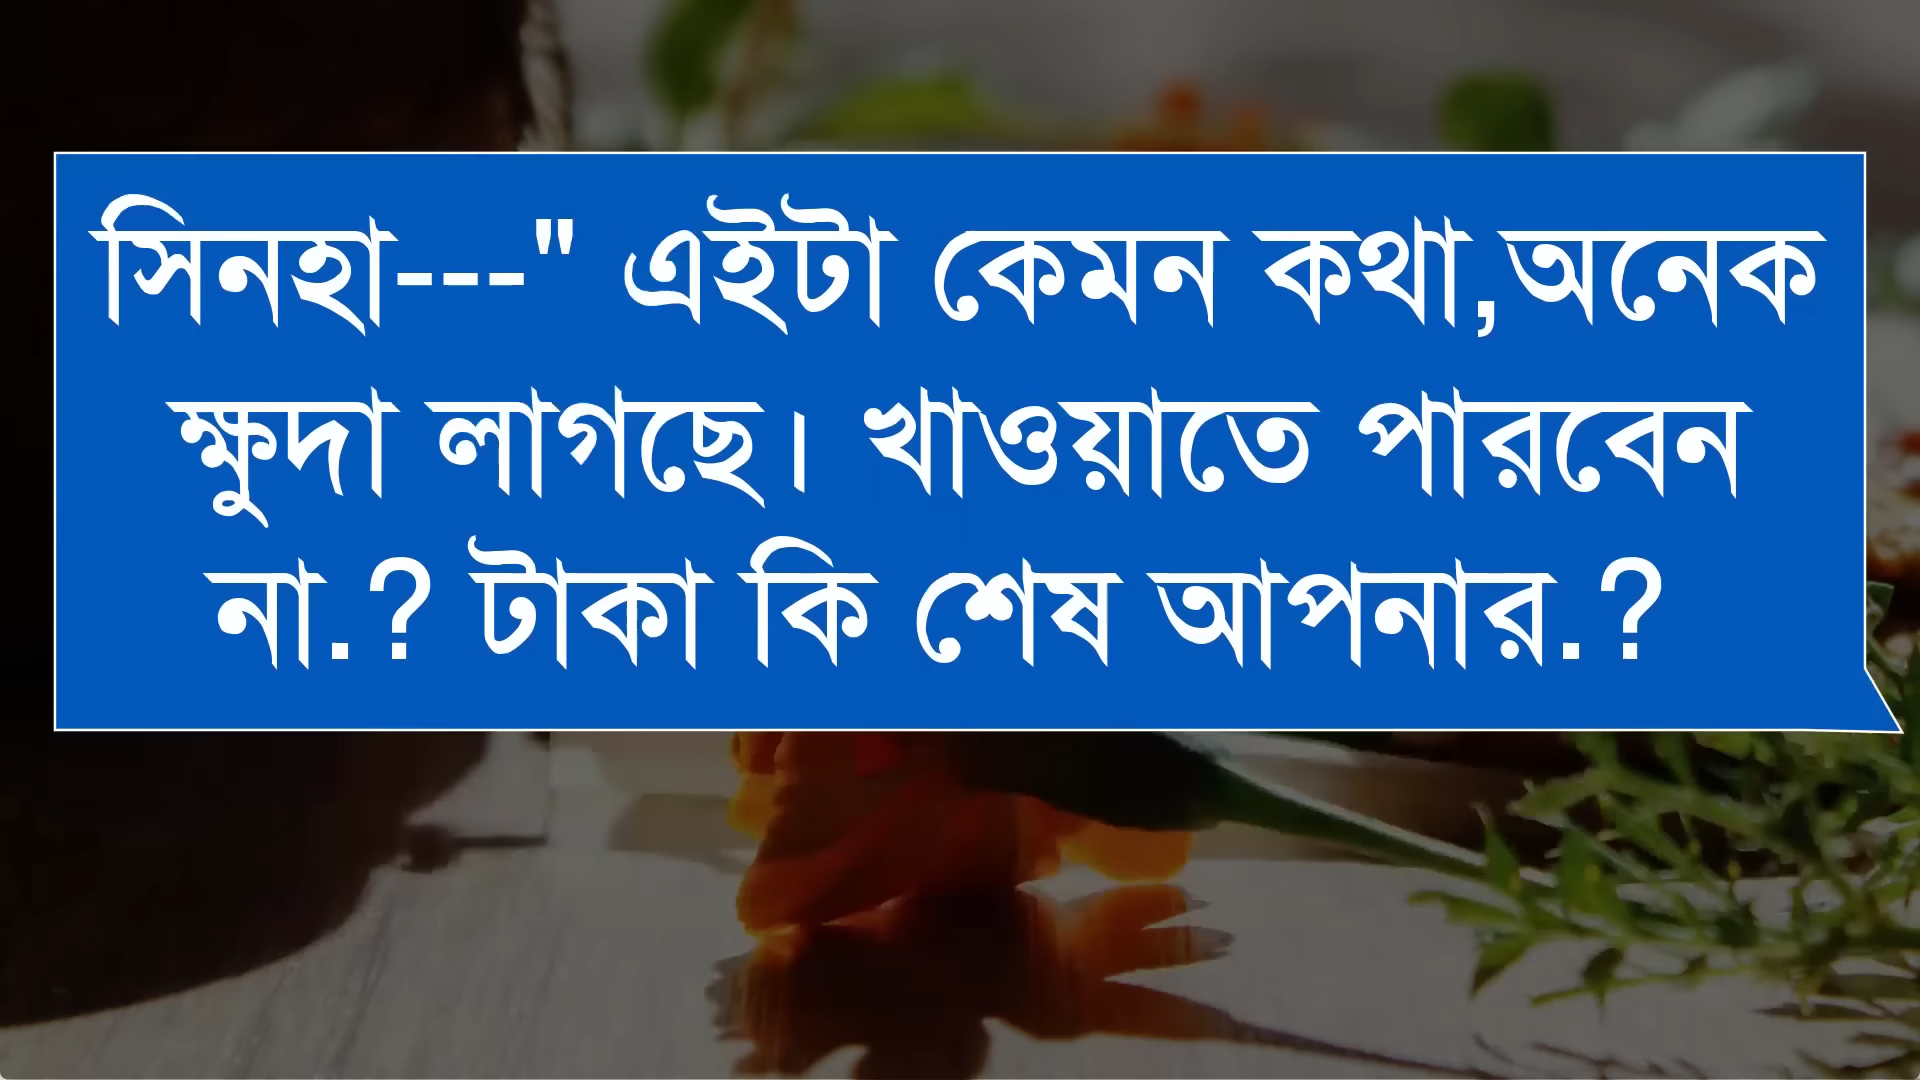 সিনহা---" এইটা কেমন কথা,অনেক
ক্ষুদা লাগছে। খাওয়াতে পারবেন
না.? টাকা কি শেষ আপনার.?